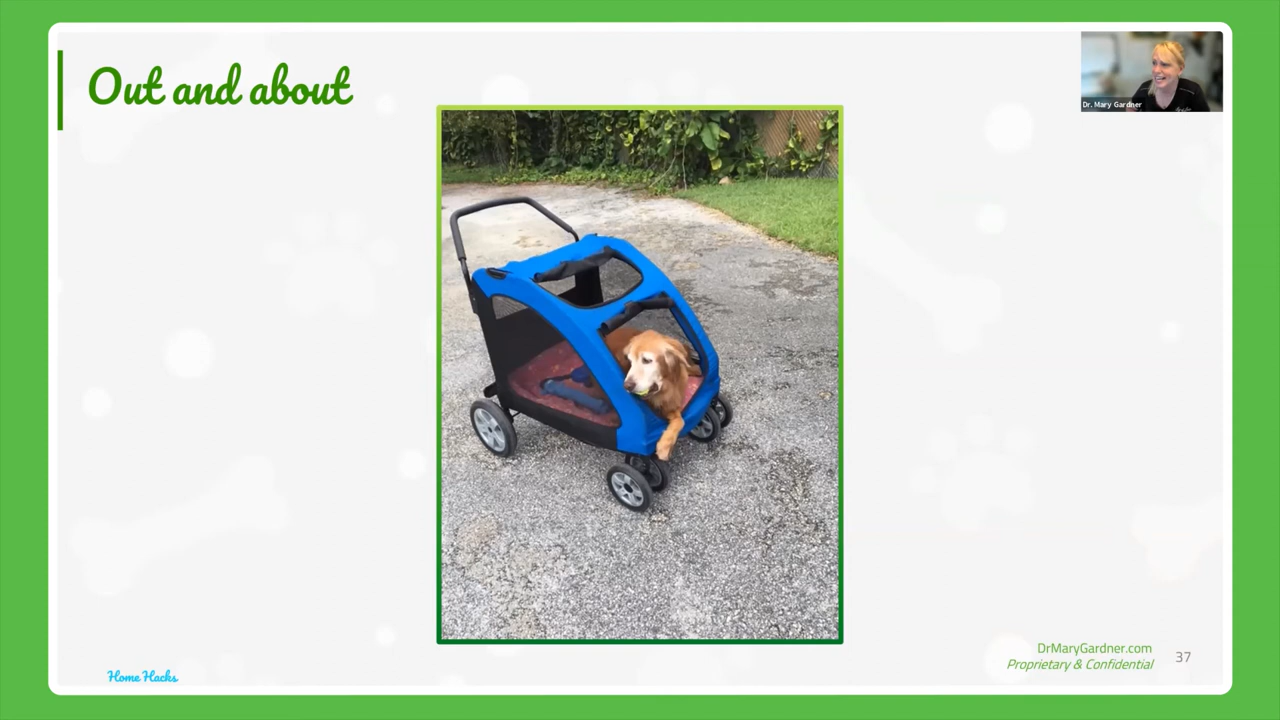 Out and about
Dr. Mary Gardner
DrMaryGardner.com
Proprietary & Confidential
37
Home Hacks